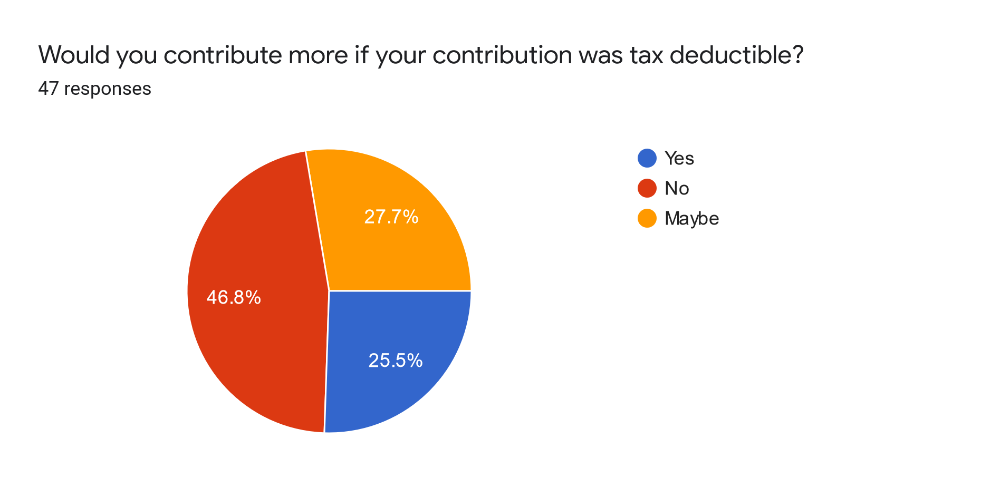 Would you contribute more if your contribution was tax deductible?
47 responses
Yes
No
Maybe
27.7%
46.8%
25.5%